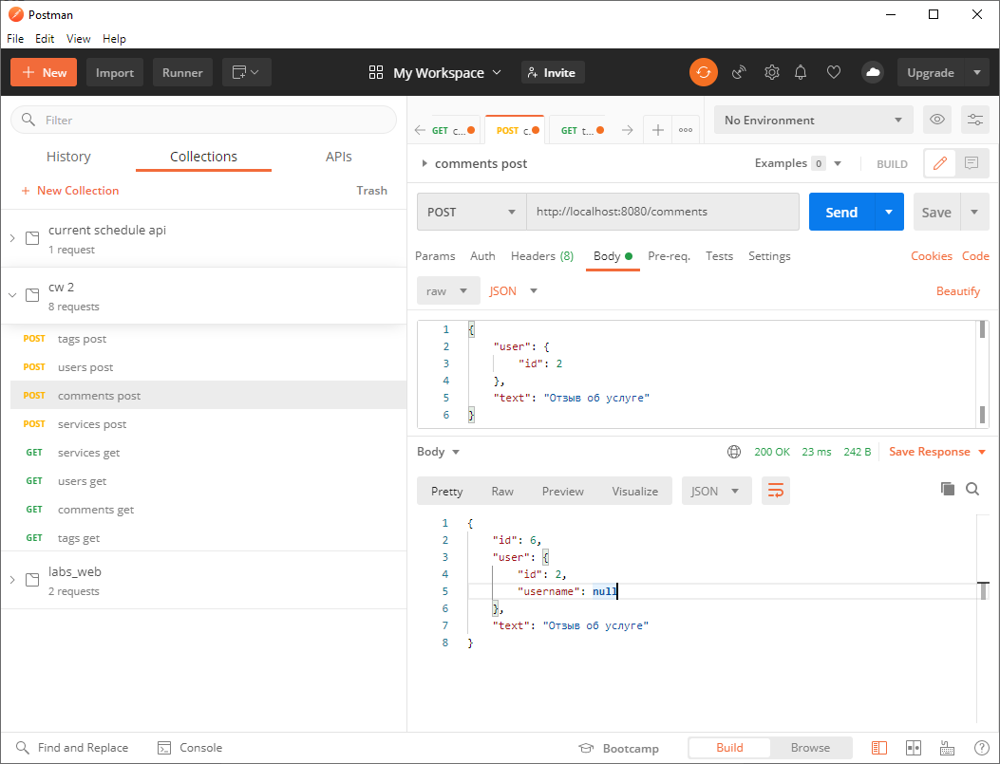 Postman
File Edit View Help
New Import Runner My Workspace Invite Upgrade
Filter
History Collections APIs
New Collection Trash
current schedule api
1 request
cw 2
8 requests
POST tags post
POST users post
POST comments post
POST services post
GET services get
GET users get
GET comments get
GET tags get
labs_web
2 requests
GET c... POST c. GET t... No Environment
comments post Examples 0 BUILD
POST http://localhost:8080/comments Send Save
Params Auth Headers (8) Body Pre-req. Tests Settings Cookies Code
raw JSON Beautify
1 {
2 "user": {
3 "id": 2
4 },
5 "text": "Отзыв об услуге"
6 }
Body 200 OK 23 ms 242 B Save Response
Pretty Raw Preview Visualize JSON
1 {
2 "id": 6,
3 "user": {
4 "id": 2,
5 "username": null
6 },
7 "text": "Отзыв об услуге"
8 }
Find and Replace Console Bootcamp Build Browse